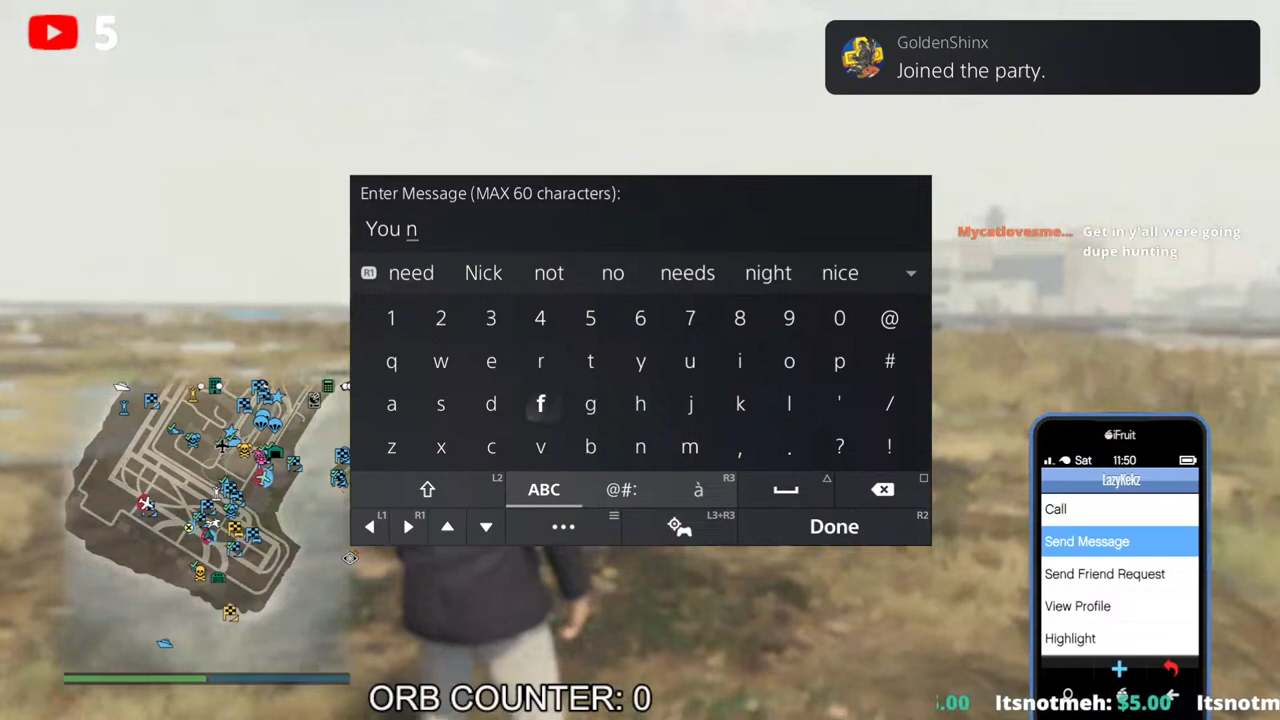 5
GoldenShinx
Joined the party.
Enter Message (MAX 60 characters):
You n
R1 need Nick not no needs night nice
1 2 3 4 5 6 7 8 9 0 @
q w e r t y u i o p #
a s d f g h j k l ' /
z x c v b n m , . ? !
L2 ABC @#: à R3
L1 R1 ••• L3+R3 Done R2
Mycatlovesme... Get in y'all were going
dupe hunting
iFruit
Sat 11:50
LazyKekz
Call
Send Message
Send Friend Request
View Profile
Highlight
ORB COUNTER: 0
.00 Itsnotmeh: $5.00 Itsnotm